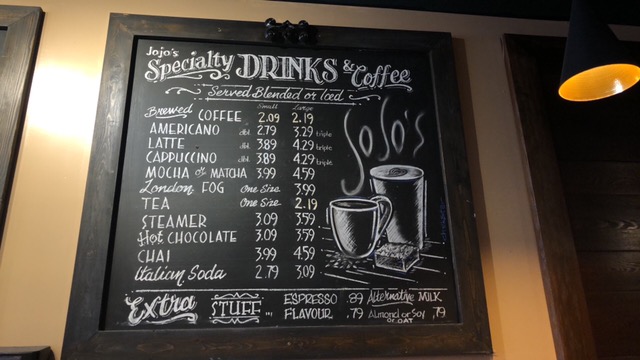 Jojo's
Specialty DRINKS & Coffee
Served Blended or Iced
Small Large
Brewed COFFEE 2.09 2.19
AMERICANO dbl 2.79 3.29 triple
LATTE dbl 3.89 4.29 triple
CAPPUCCINO dbl 3.89 4.29 triple
MOCHA or MATCHA 3.99 4.59
London FOG One Size 3.99
TEA One Size 2.19
STEAMER 3.09 3.59
Hot CHOCOLATE 3.09 3.59
CHAI 3.99 4.59
Italian Soda 2.79 3.09
JoJo's
Extra STUFF... ESPRESSO .89 Alternative MILK
FLAVOUR .79 Almond or Soy .79
or OAT